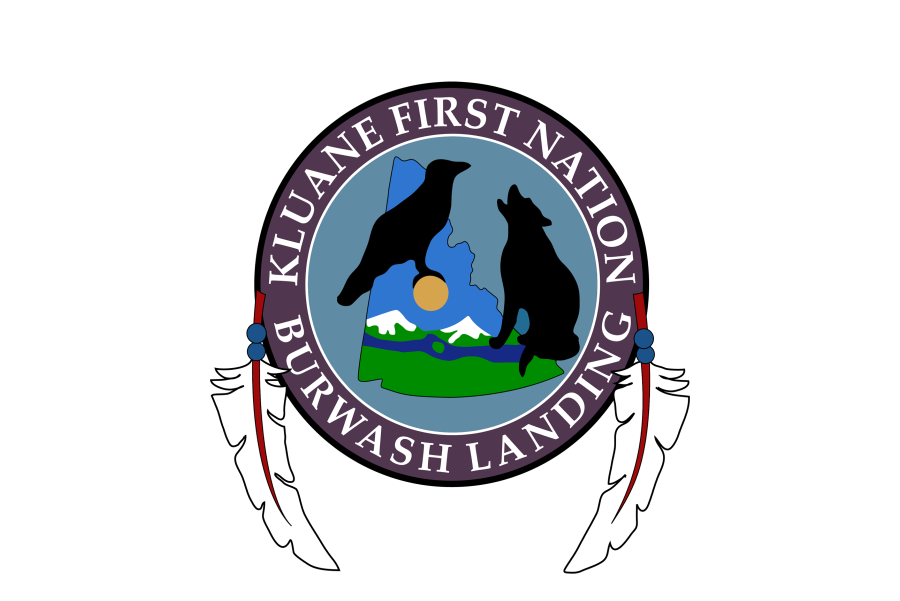 KLUANE FIRST NATION
BURWASH LANDING